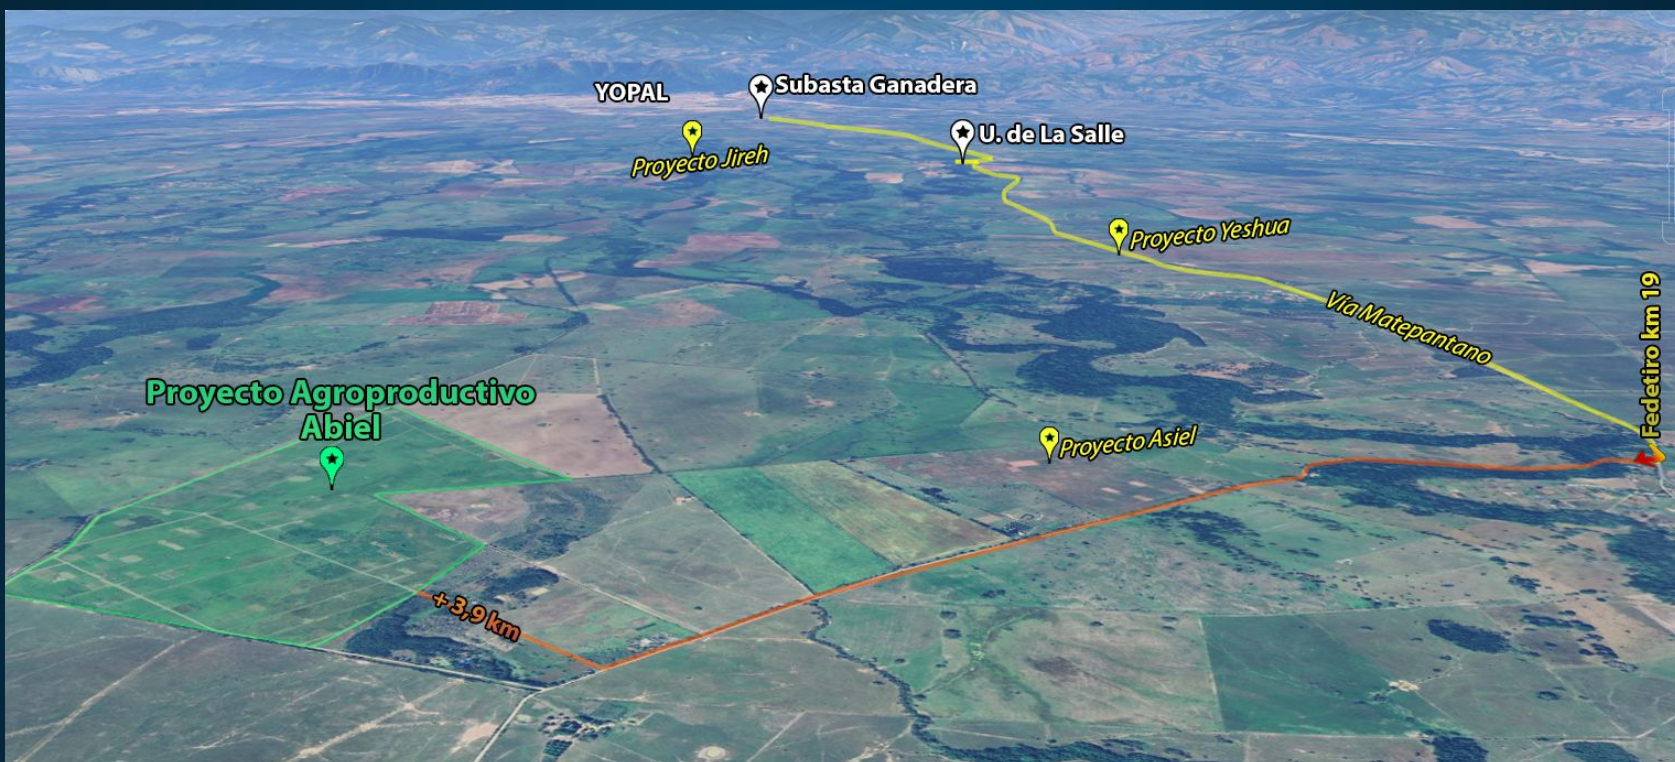 YOPAL
Subasta Ganadera
U. de La Salle
Proyecto Jireh
Proyecto Yeshua
Vía Matepantano
Fedetiro km 19
Proyecto Agroproductivo
Abiel
Proyecto Asiel
+ 3,9 km